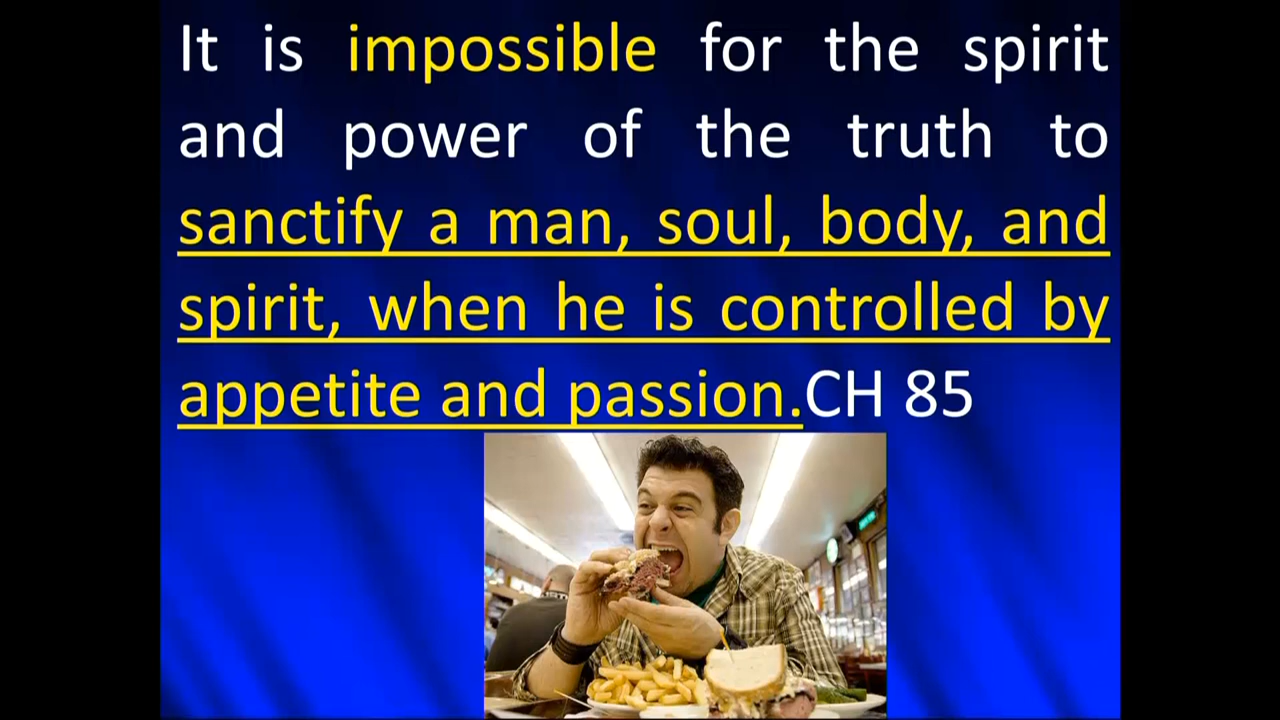 It is impossible for the spirit
and power of the truth to
sanctify a man, soul, body, and
spirit, when he is controlled by
appetite and passion.CH 85